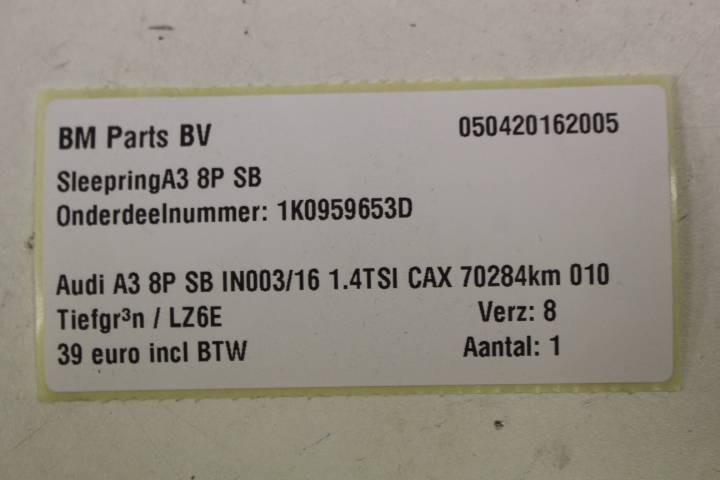 BM Parts BV 050420162005
SleepringA3 8P SB
Onderdeelnummer: 1K0959653D
Audi A3 8P SB IN003/16 1.4TSI CAX 70284km 010
Tiefgr³n / LZ6E Verz: 8
39 euro incl BTW Aantal: 1